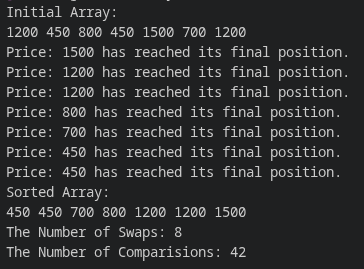 Initial Array:
1200 450 800 450 1500 700 1200
Price: 1500 has reached its final position.
Price: 1200 has reached its final position.
Price: 1200 has reached its final position.
Price: 800 has reached its final position.
Price: 700 has reached its final position.
Price: 450 has reached its final position.
Price: 450 has reached its final position.
Sorted Array:
450 450 700 800 1200 1200 1500
The Number of Swaps: 8
The Number of Comparisions: 42